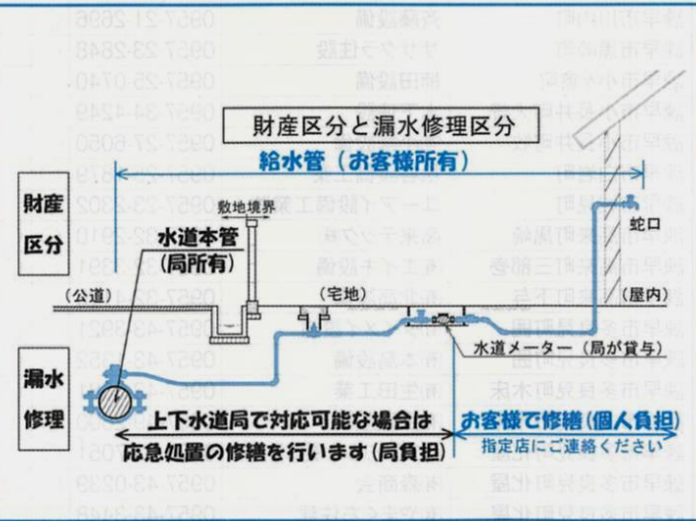 財産区分と漏水修理区分
給水管(お客様所有)
財産
区分
敷地境界
水道本管
(局所有)
蛇口
(公道)
(宅地)
(屋内)
水道メーター(局が貸与)
漏水
修理
上下水道局で対応可能な場合は
応急処置の修繕を行います(局負担)
お客様で修繕(個人負担)
指定店にご連絡ください